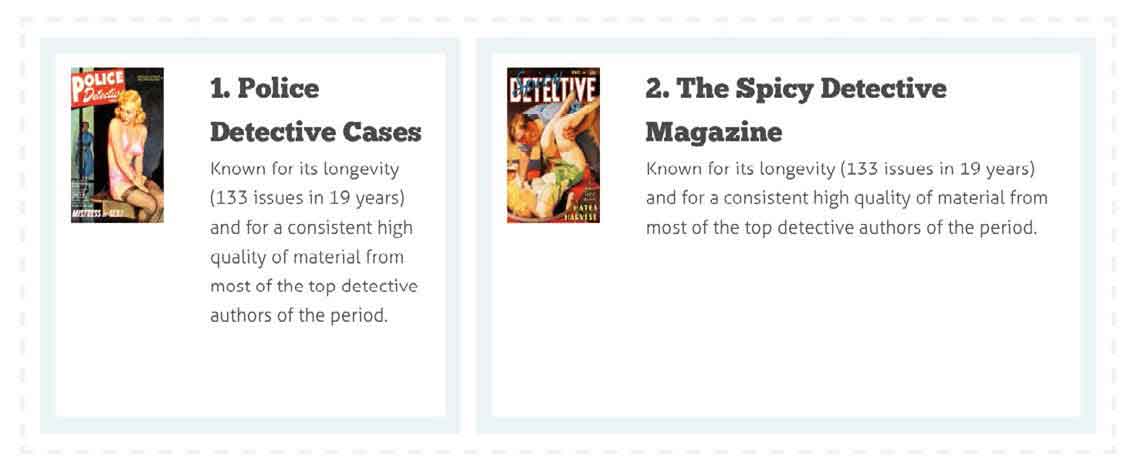 POLICE
Detective
MISTRESS of SEX!
1. Police
Detective Cases
Known for its longevity
(133 issues in 19 years)
and for a consistent high
quality of material from
most of the top detective
authors of the period.
Spicy
DETECTIVE
HATE'S
HARVEST
2. The Spicy Detective
Magazine
Known for its longevity (133 issues in 19 years)
and for a consistent high quality of material from
most of the top detective authors of the period.